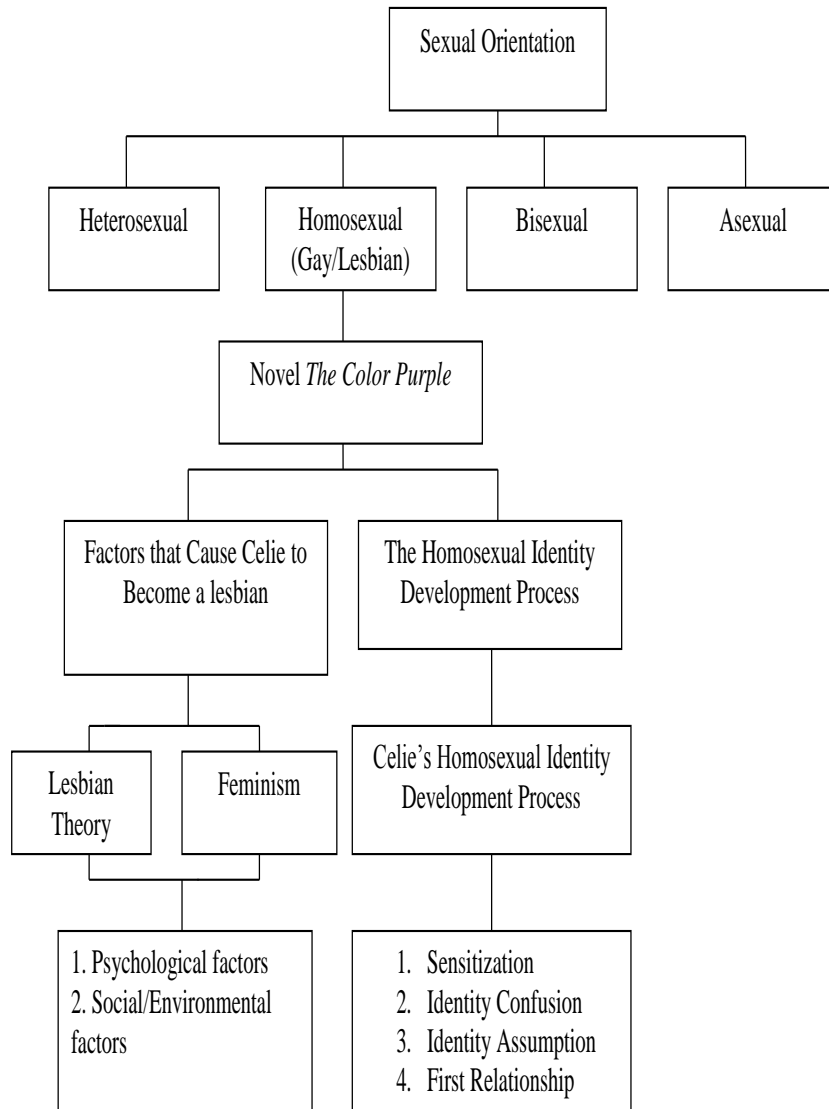 Sexual Orientation
Heterosexual
Homosexual
(Gay/Lesbian)
Bisexual
Asexual
Novel The Color Purple
Factors that Cause Celie to
Become a lesbian
The Homosexual Identity
Development Process
Lesbian
Theory
Feminism
Celie's Homosexual Identity
Development Process
1. Psychological factors
2. Social/Environmental
factors
1. Sensitization
2. Identity Confusion
3. Identity Assumption
4. First Relationship